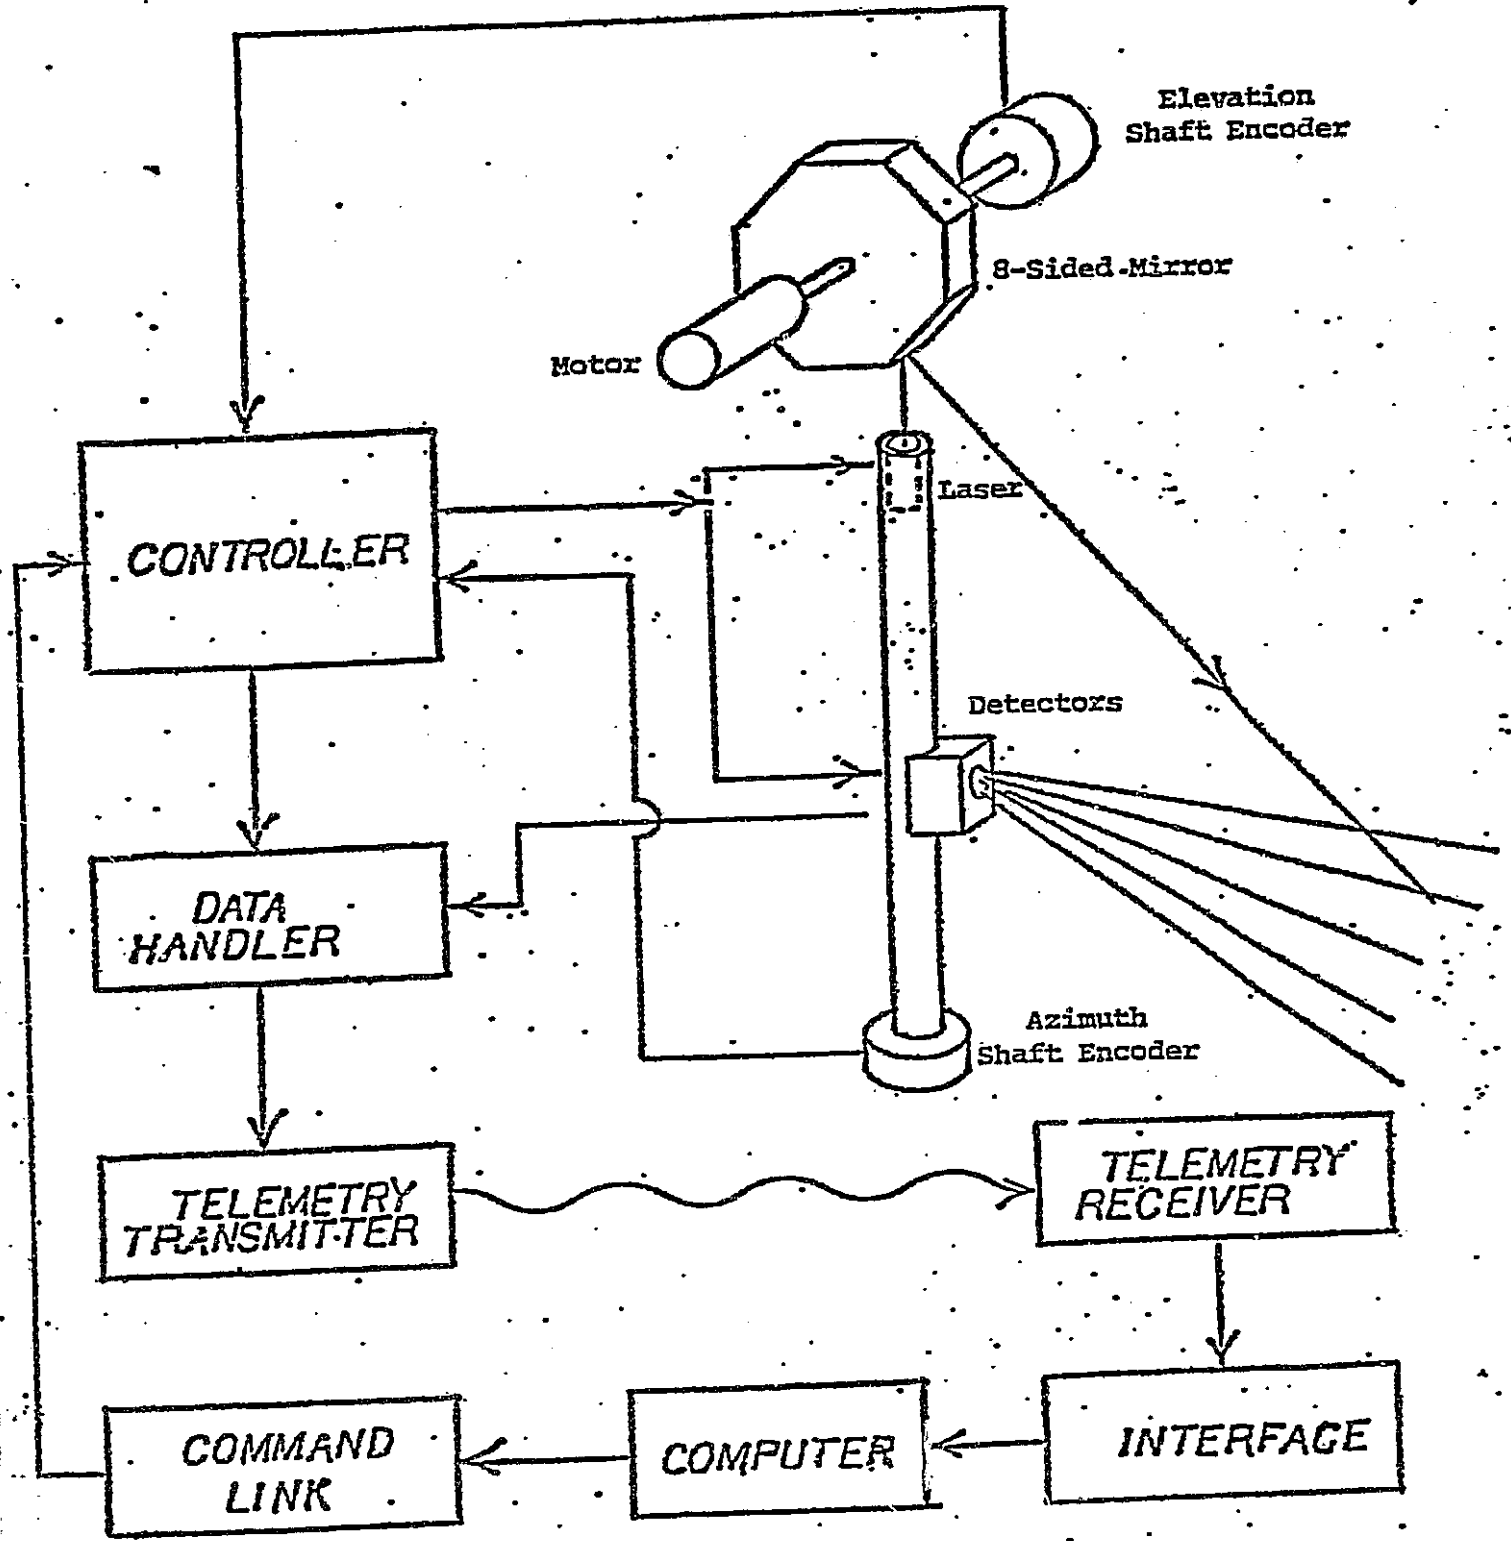 Elevation
Shaft Encoder
8-Sided Mirror
Motor
Laser
CONTROLLER
Detectors
DATA
HANDLER
Azimuth
Shaft Encoder
TELEMETRY
TRANSMITTER
TELEMETRY
RECEIVER
COMMAND
LINK
COMPUTER
INTERFACE